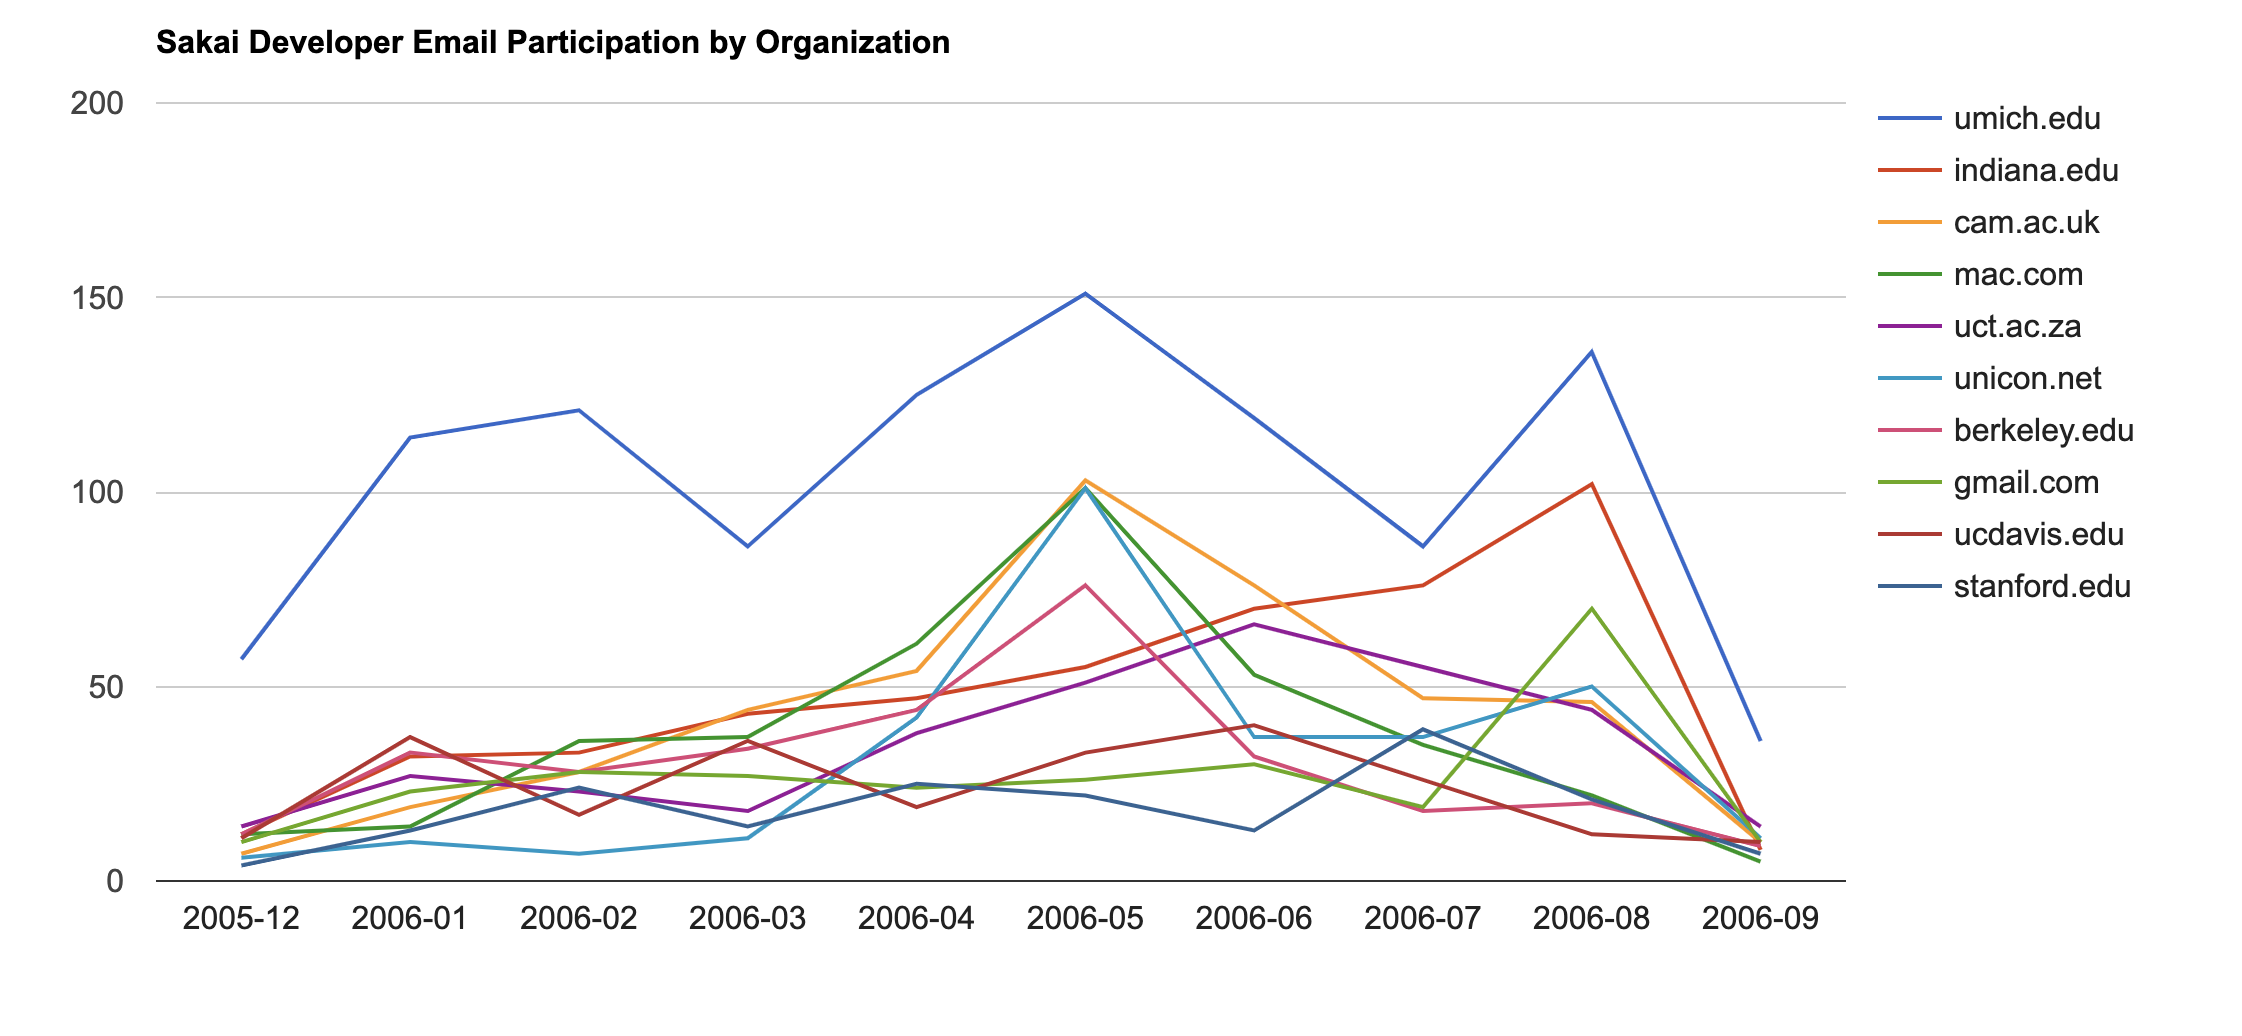 Sakai Developer Email Participation by Organization
200
150
100
50
0
2005-12 2006-01 2006-02 2006-03 2006-04 2006-05 2006-06 2006-07 2006-08 2006-09
umich.edu
indiana.edu
cam.ac.uk
mac.com
uct.ac.za
unicon.net
berkeley.edu
gmail.com
ucdavis.edu
stanford.edu